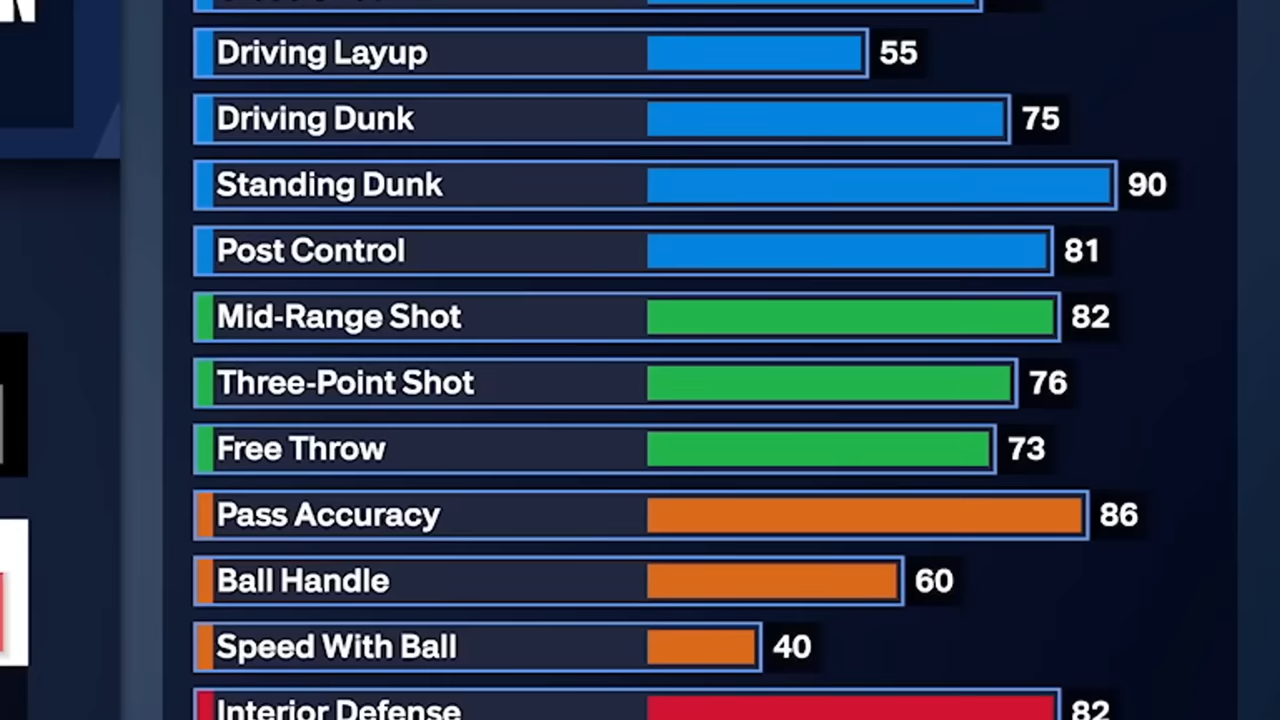 Driving Layup 55
Driving Dunk 75
Standing Dunk 90
Post Control 81
Mid-Range Shot 82
Three-Point Shot 76
Free Throw 73
Pass Accuracy 86
Ball Handle 60
Speed With Ball 40
Interior Defense 82